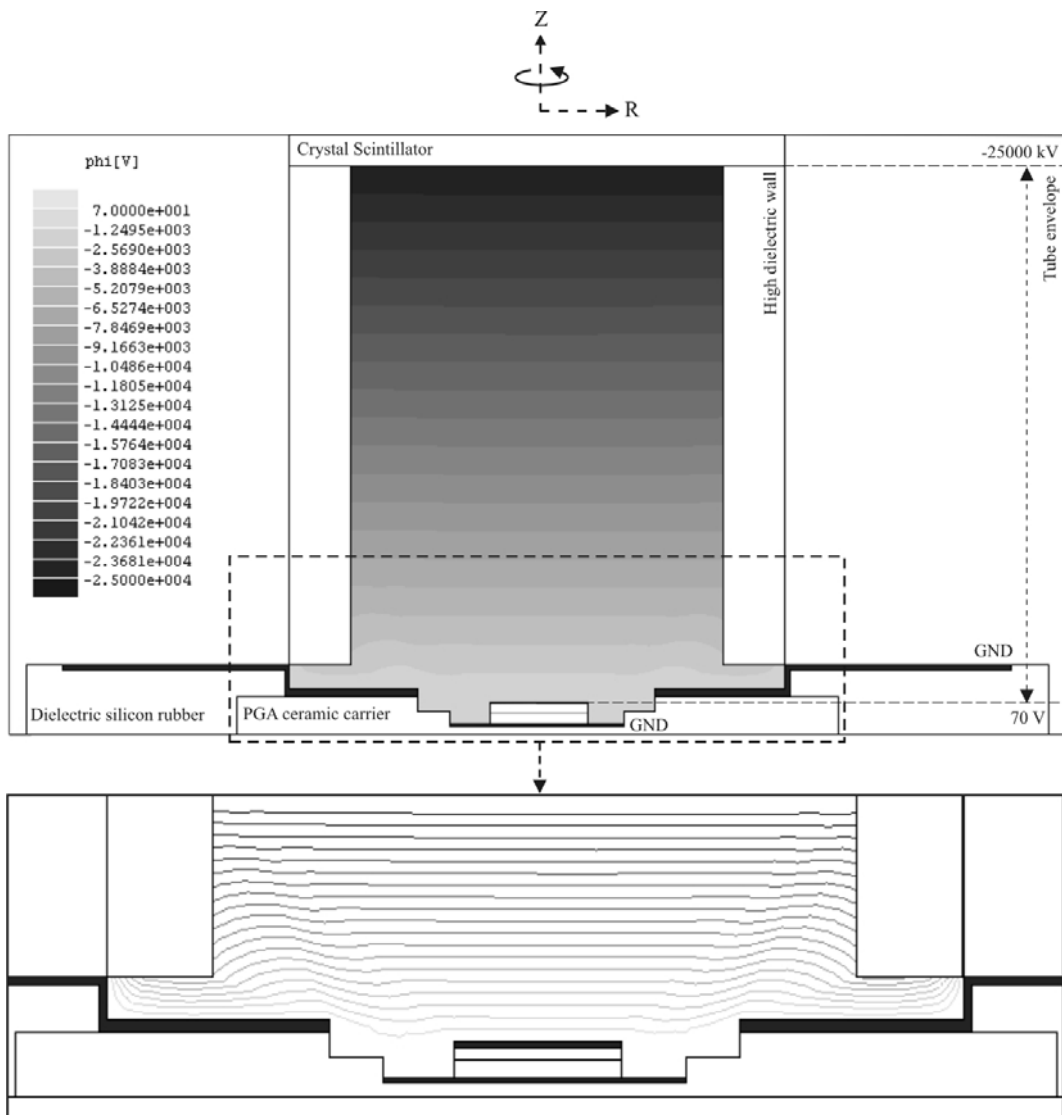 Z
R
Crystal Scintillator
-25000 kV
phi[V]
7.0000e+001
-1.2495e+003
-2.5690e+003
-3.8884e+003
-5.2079e+003
-6.5274e+003
-7.8469e+003
-9.1663e+003
-1.0486e+004
-1.1805e+004
-1.3125e+004
-1.4444e+004
-1.5764e+004
-1.7083e+004
-1.8403e+004
-1.9722e+004
-2.1042e+004
-2.2361e+004
-2.3681e+004
-2.5000e+004
High dielectric wall
Tube envelope
GND
Dielectric silicon rubber
PGA ceramic carrier
GND
70 V